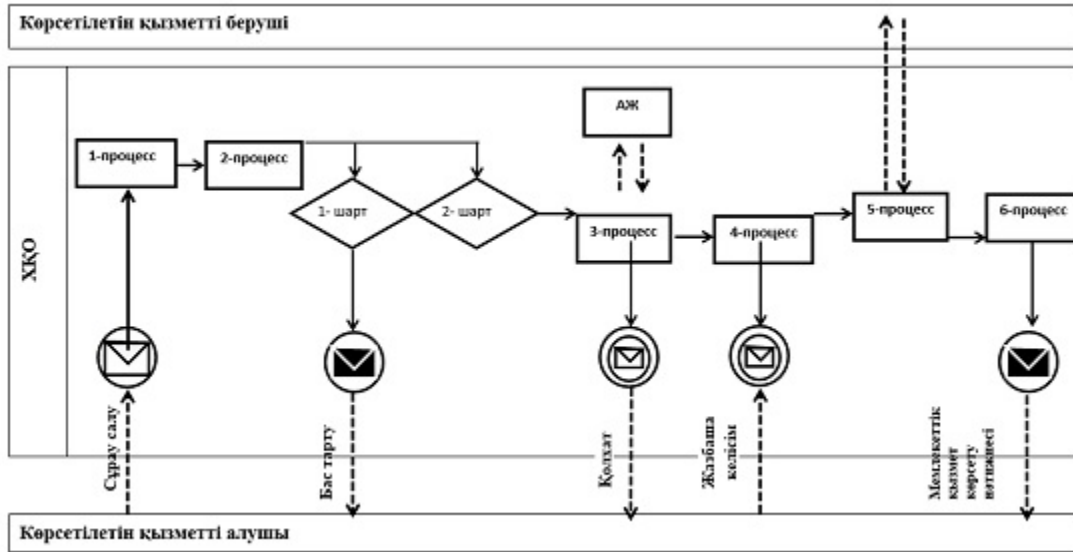 Көрсетілетін қызметті беруші
ХҚО
АЖ
1-процесс
2-процесс
1- шарт
2- шарт
3-процесс
4-процесс
5-процесс
6-процесс
Сұрау салу
Бас тарту
Қолхат
Жазбаша
келісім
Мемлекеттік
қызмет
көрсету
нәтижесі
Көрсетілетін қызметті алушы